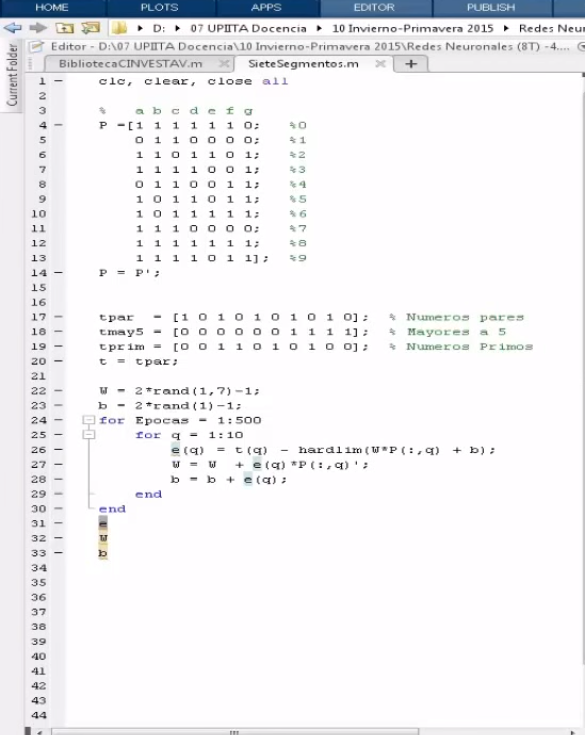 HOME PLOTS APPS EDITOR PUBLISH
D: ▸ 07 UPIITA Docencia ▸ 10 Invierno-Primavera 2015 ▸ Redes Neu
Current Folder
Editor - D:\07 UPIITA Docencia\10 Invierno-Primavera 2015\Redes Neuronales (8T) -4....
BibliotecaCINVESTAV.m × SieteSegmentos.m × +
1 - clc, clear, close all
2
3 % a b c d e f g
4 - P =[1 1 1 1 1 1 0; %0
5 0 1 1 0 0 0 0; %1
6 1 1 0 1 1 0 1; %2
7 1 1 1 1 0 0 1; %3
8 0 1 1 0 0 1 1; %4
9 1 0 1 1 0 1 1; %5
10 1 0 1 1 1 1 1; %6
11 1 1 1 0 0 0 0; %7
12 1 1 1 1 1 1 1; %8
13 1 1 1 1 0 1 1]; %9
14 - P = P';
15
16
17 - tpar = [1 0 1 0 1 0 1 0 1 0]; % Numeros pares
18 - tmay5 = [0 0 0 0 0 0 1 1 1 1]; % Mayores a 5
19 - tprim = [0 0 1 1 0 1 0 1 0 0]; % Numeros Primos
20 - t = tpar;
21
22 - W = 2*rand(1,7)-1;
23 - b = 2*rand(1)-1;
24 - for Epocas = 1:500
25 - for q = 1:10
26 - e(q) = t(q) - hardlim(W*P(:,q) + b);
27 - W = W + e(q)*P(:,q)';
28 - b = b + e(q);
29 - end
30 - end
31 - e
32 - W
33 - b
34
35
36
37
38
39
40
41
42
43
44